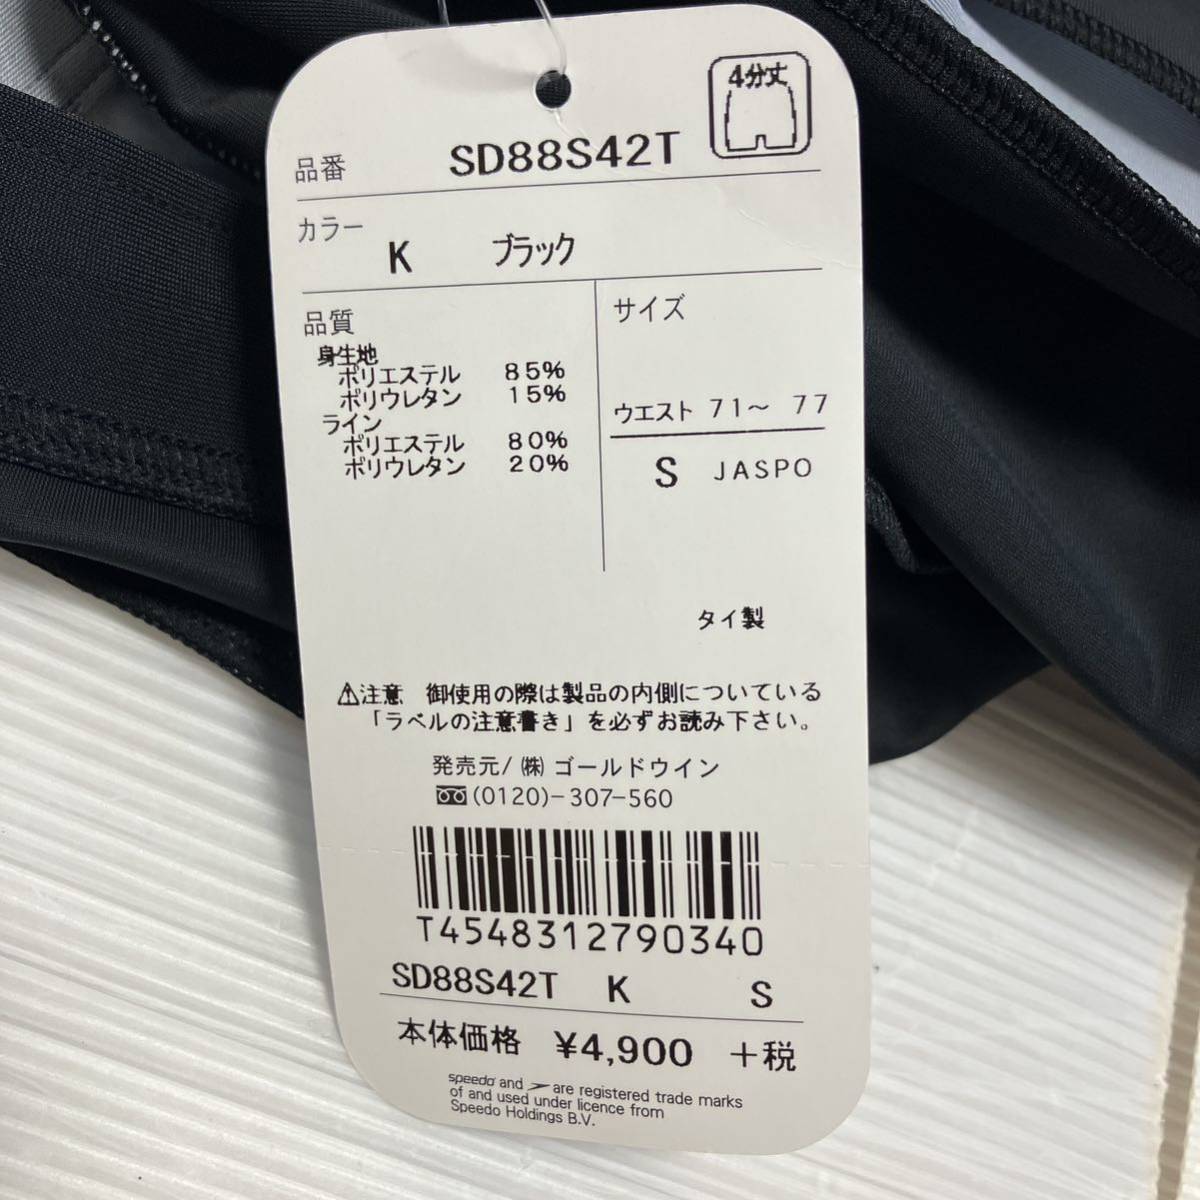 4分丈
品番 SD88S42T
カラー
K ブラック
品質
身生地
ポリエステル 85%
ポリウレタン 15%
ライン
ポリエステル 80%
ポリウレタン 20%
サイズ
ウエスト 71〜 77
S JASPO
タイ製
⚠注意 御使用の際は製品の内側についている
「ラベルの注意書き」を必ずお読み下さい。
発売元/ ㈱ ゴールドウイン
(0120)-307-560
T4548312790340
SD88S42T K S
本体価格 ¥4,900 +税
speedo and are registered trade marks
of and used under licence from
Speedo Holdings B.V.